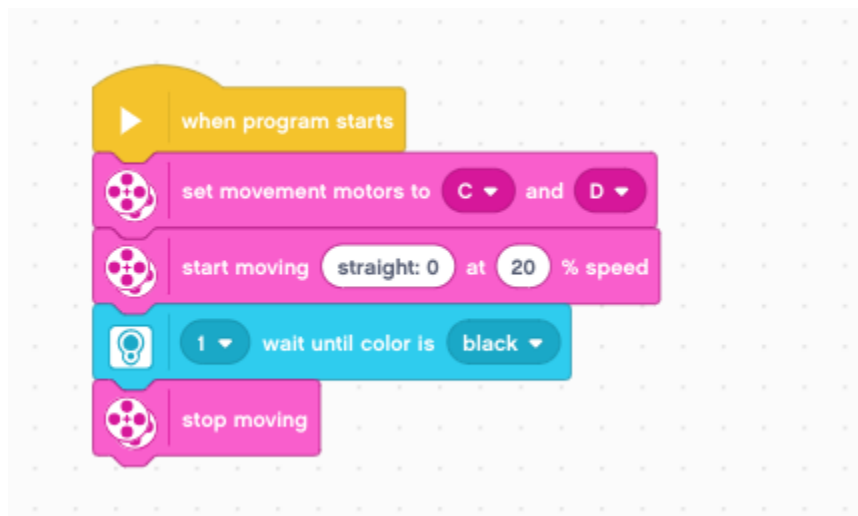 when program starts
set movement motors to C and D
start moving straight: 0 at 20 % speed
1 wait until color is black
stop moving